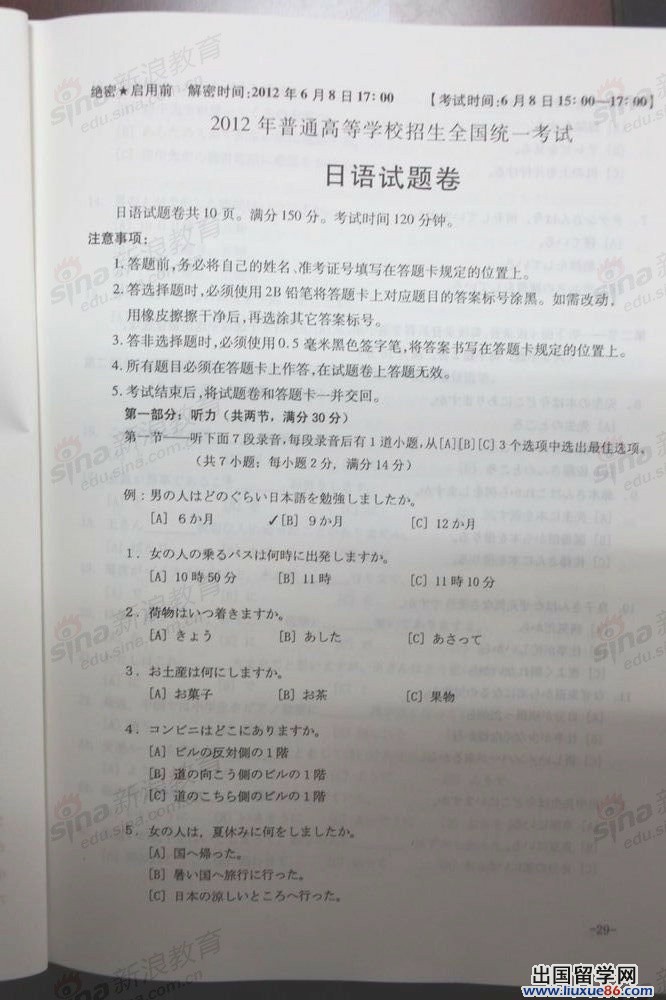 绝密★启用前 解密时间:2012年6月8日17:00 【考试时间:6月8日15:00—17:00】
2012年普通高等学校招生全国统一考试
日语试题卷
日语试题卷共10页。满分150分。考试时间120分钟。
注意事项:
1. 答题前,务必将自己的姓名、准考证号填写在答题卡规定的位置上。
2. 答选择题时,必须使用2B铅笔将答题卡上对应题目的答案标号涂黑。如需改动,
用橡皮擦擦干净后,再选涂其它答案标号。
3. 答非选择题时,必须使用0.5毫米黑色签字笔,将答案书写在答题卡规定的位置上。
4. 所有题目必须在答题卡上作答,在试题卷上答题无效。
5. 考试结束后,将试题卷和答题卡一并交回。
第一部分:听力(共两节,满分30分)
第一节——听下面7段录音,每段录音后有1道小题,从[A][B][C]3个选项中选出最佳选项。
(共7小题;每小题2分,满分14分)
例:男の人はどのぐらい日本語を勉強しましたか。
[A] 6か月 ✓[B] 9か月 [C] 12か月
1. 女の人の乗るバスは何時に出発しますか。
[A] 10時50分 [B] 11時 [C] 11時10分
2. 荷物はいつ着きますか。
[A] きょう [B] あした [C] あさって
3. お土産は何にしますか。
[A] お菓子 [B] お茶 [C] 果物
4. コンビニはどこにありますか。
[A] ビルの反対側の1階
[B] 道の向こう側のビルの1階
[C] 道のこちら側のビルの1階
5. 女の人は,夏休みに何をしましたか。
[A] 国へ帰った。
[B] 暑い国へ旅行に行った。
[C] 日本の涼しいところへ行った。
-29-
sina新浪教育
edu.sina.com.cn
出国留学网
www.liuxue86.com